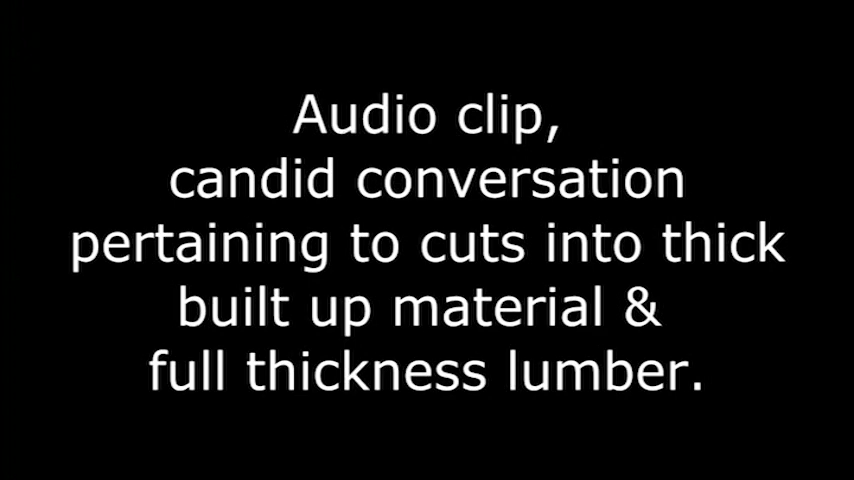 Audio clip,
candid conversation
pertaining to cuts into thick
built up material &
full thickness lumber.